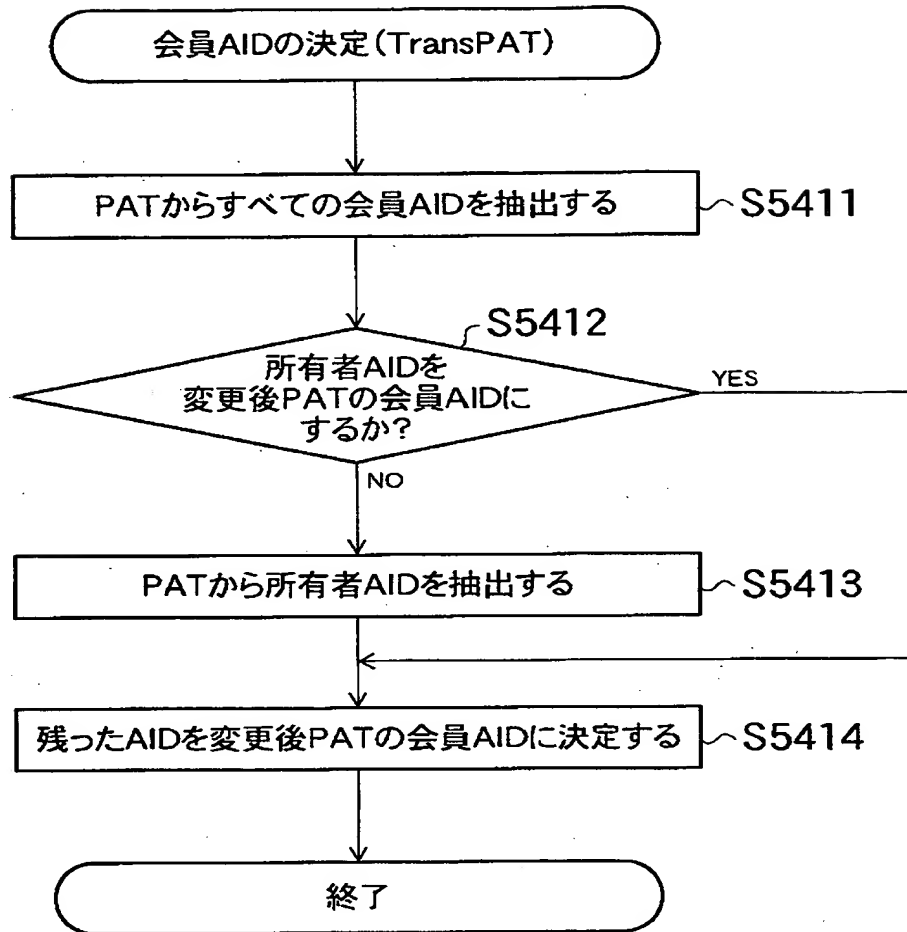 会員AIDの決定(TransPAT)
PATからすべての会員AIDを抽出する
S5411
S5412
所有者AIDを
変更後PATの会員AIDに
するか?
YES
NO
PATから所有者AIDを抽出する
S5413
残ったAIDを変更後PATの会員AIDに決定する
S5414
終了